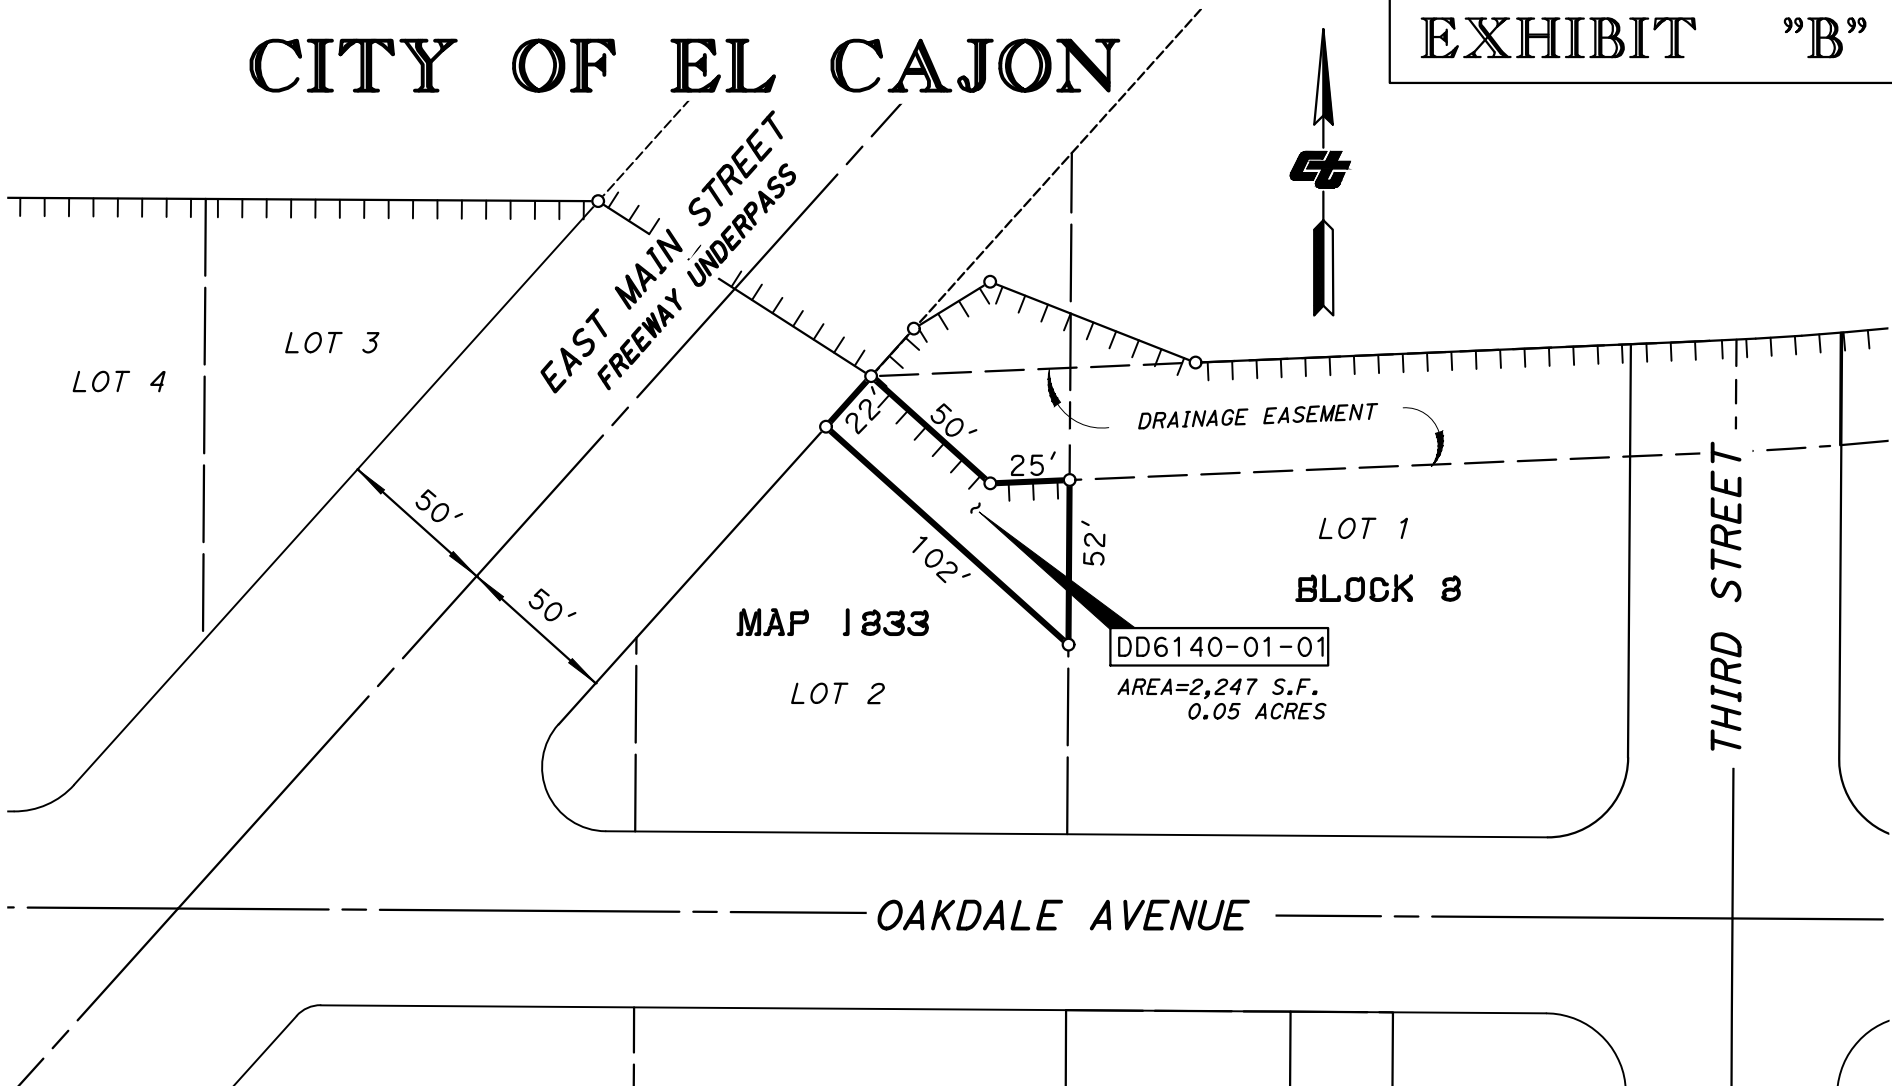 CITY OF EL CAJON
EXHIBIT "B"
EAST MAIN STREET
FREEWAY UNDERPASS
Ct
LOT 3
LOT 4
22'
50'
25'
DRAINAGE EASEMENT
52'
102'
50'
50'
LOT 1
BLOCK 8
MAP 1833
LOT 2
DD6140-01-01
AREA=2,247 S.F.
0.05 ACRES
THIRD STREET
OAKDALE AVENUE